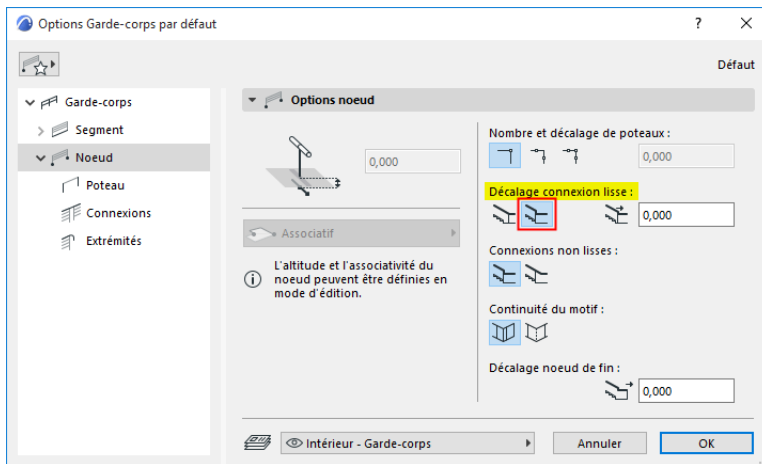 Options Garde-corps par défaut
?
Défaut
Garde-corps
Segment
Noeud
Poteau
Connexions
Extrémités
Options noeud
0,000
Associatif
L'altitude et l'associativité du
noeud peuvent être définies en
mode d'édition.
Nombre et décalage de poteaux :
0,000
Décalage connexion lisse :
0,000
Connexions non lisses :
Continuité du motif :
Décalage noeud de fin :
0,000
Intérieur - Garde-corps
Annuler
OK